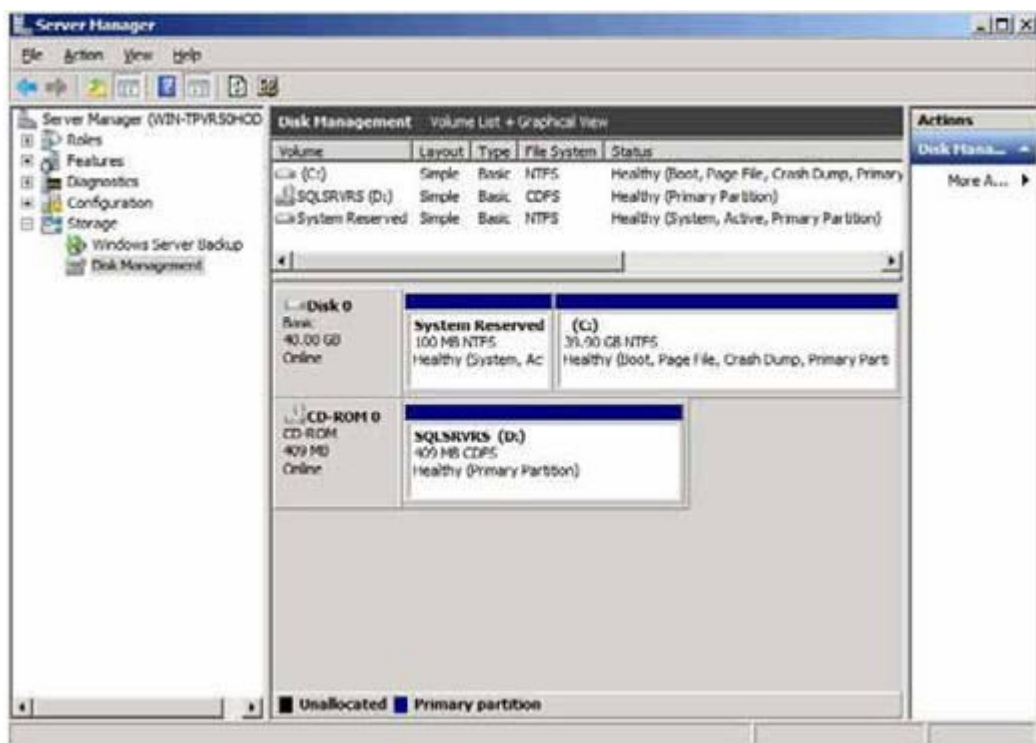 Server Manager
File Action View Help
Server Manager (WIN-TPVRS0HOD
Roles
Features
Diagnostics
Configuration
Storage
Windows Server Backup
Disk Management
Disk Management Volume List + Graphical View
Volume Layout Type File System Status
(C:) Simple Basic NTFS Healthy (Boot, Page File, Crash Dump, Primary
SQLSRVRS (D:) Simple Basic CDFS Healthy (Primary Partition)
System Reserved Simple Basic NTFS Healthy (System, Active, Primary Partition)
Disk 0
Basic
40.00 GB
Online
System Reserved
100 MB NTFS
Healthy (System, Ac
(C:)
39.90 GB NTFS
Healthy (Boot, Page File, Crash Dump, Primary Parti
CD-ROM 0
CD-ROM
409 MB
Online
SQLSRVRS (D:)
409 MB CDFS
Healthy (Primary Partition)
Unallocated Primary partition
Actions
Disk Mana...
More A...